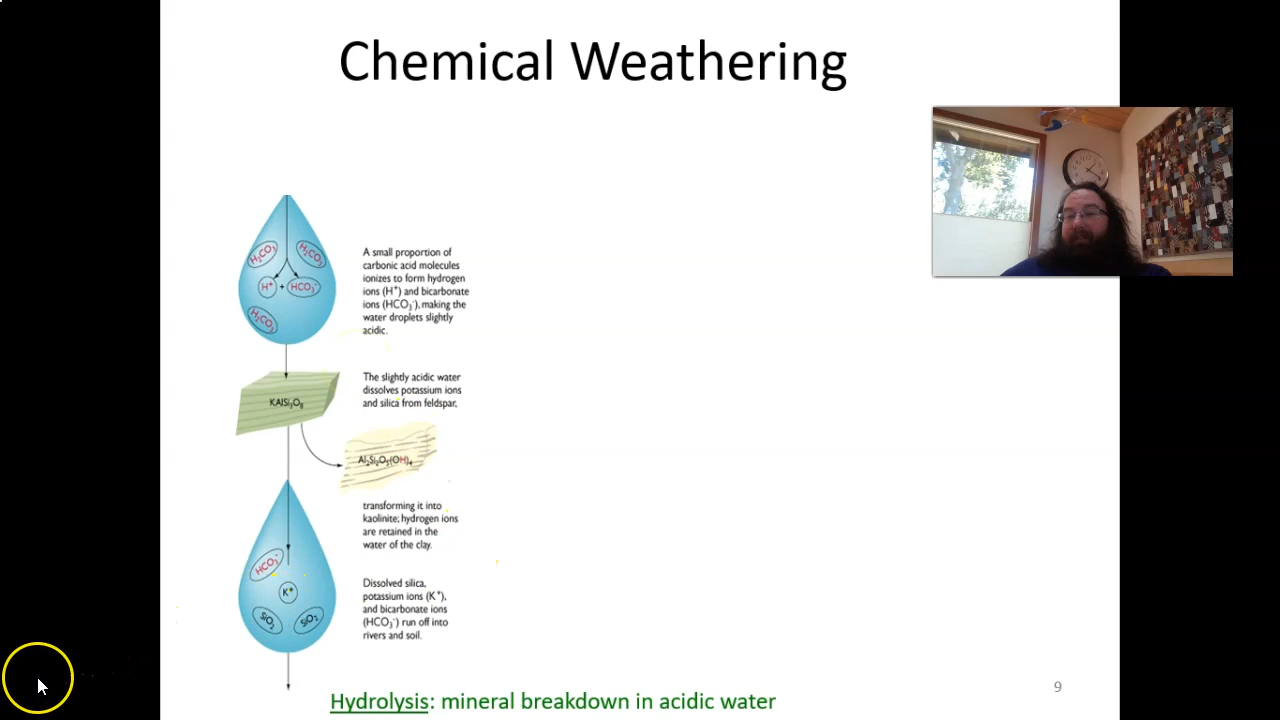 Chemical Weathering
H₂CO₃ H₂CO₃
H⁺ + HCO₃⁻
H₂CO₃
A small proportion of
carbonic acid molecules
ionizes to form hydrogen
ions (H⁺) and bicarbonate
ions (HCO₃⁻), making the
water droplets slightly
acidic.
KAlSi₃O₈
The slightly acidic water
dissolves potassium ions
and silica from feldspar,
Al₂Si₂O₅(OH)₄
transforming it into
kaolinite; hydrogen ions
are retained in the
water of the clay.
HCO₃⁻
K⁺
SiO₂ SiO₂
Dissolved silica,
potassium ions (K⁺),
and bicarbonate ions
(HCO₃⁻) run off into
rivers and soil.
Hydrolysis: mineral breakdown in acidic water
9